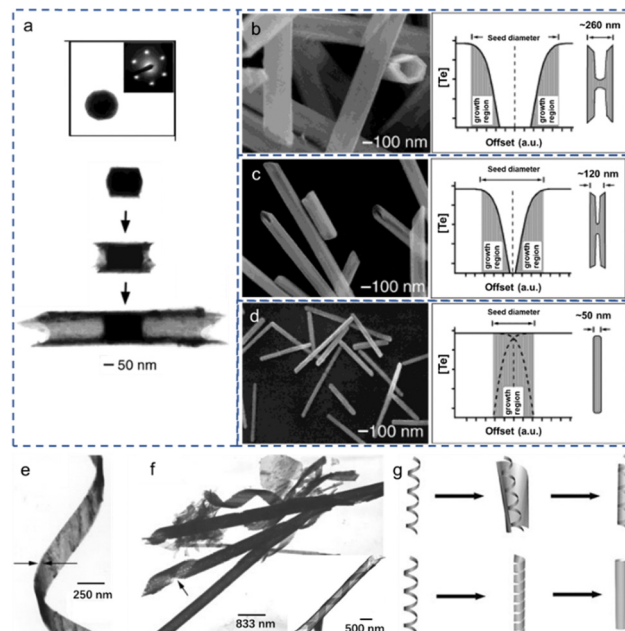 a
50 nm
b
100 nm
[Te]
Seed diameter
growth
region
growth
region
Offset (a.u.)
~260 nm
c
100 nm
[Te]
Seed diameter
growth
region
growth
region
Offset (a.u.)
~120 nm
d
100 nm
[Te]
Seed diameter
growth
region
Offset (a.u.)
~50 nm
e
250 nm
f
833 nm
500 nm
g